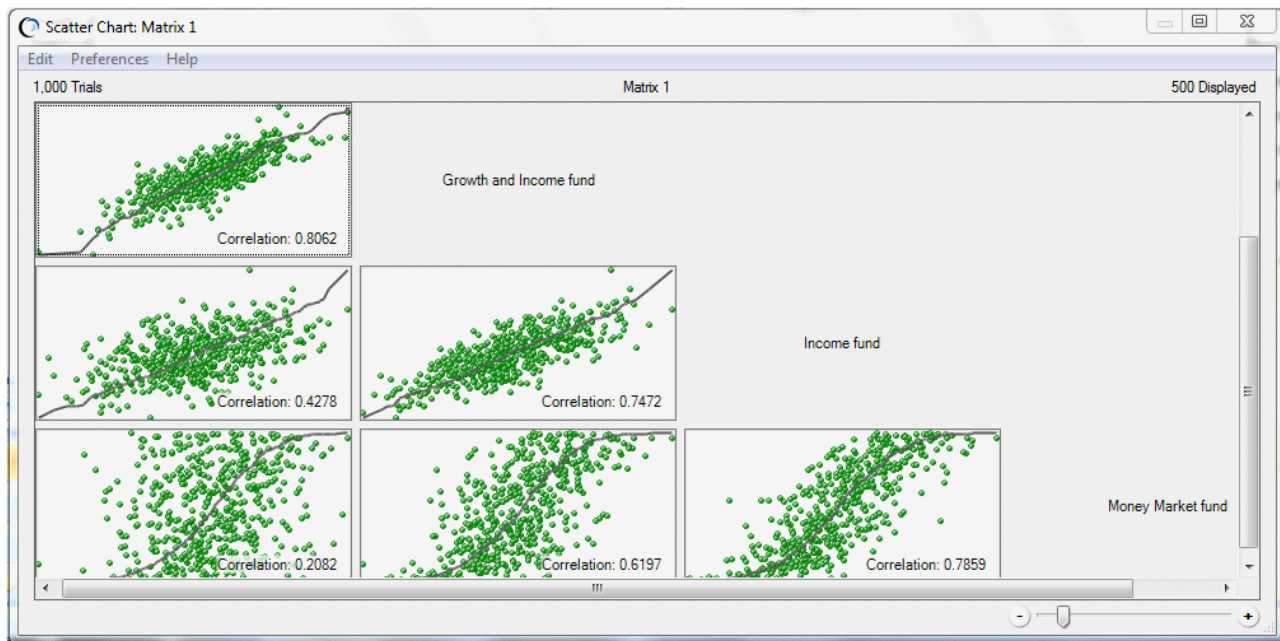 Scatter Chart: Matrix 1
Edit Preferences Help
1,000 Trials Matrix 1 500 Displayed
Growth and Income fund
Correlation: 0.8062
Income fund
Correlation: 0.4278 Correlation: 0.7472
Money Market fund
Correlation: 0.2082 Correlation: 0.6197 Correlation: 0.7859